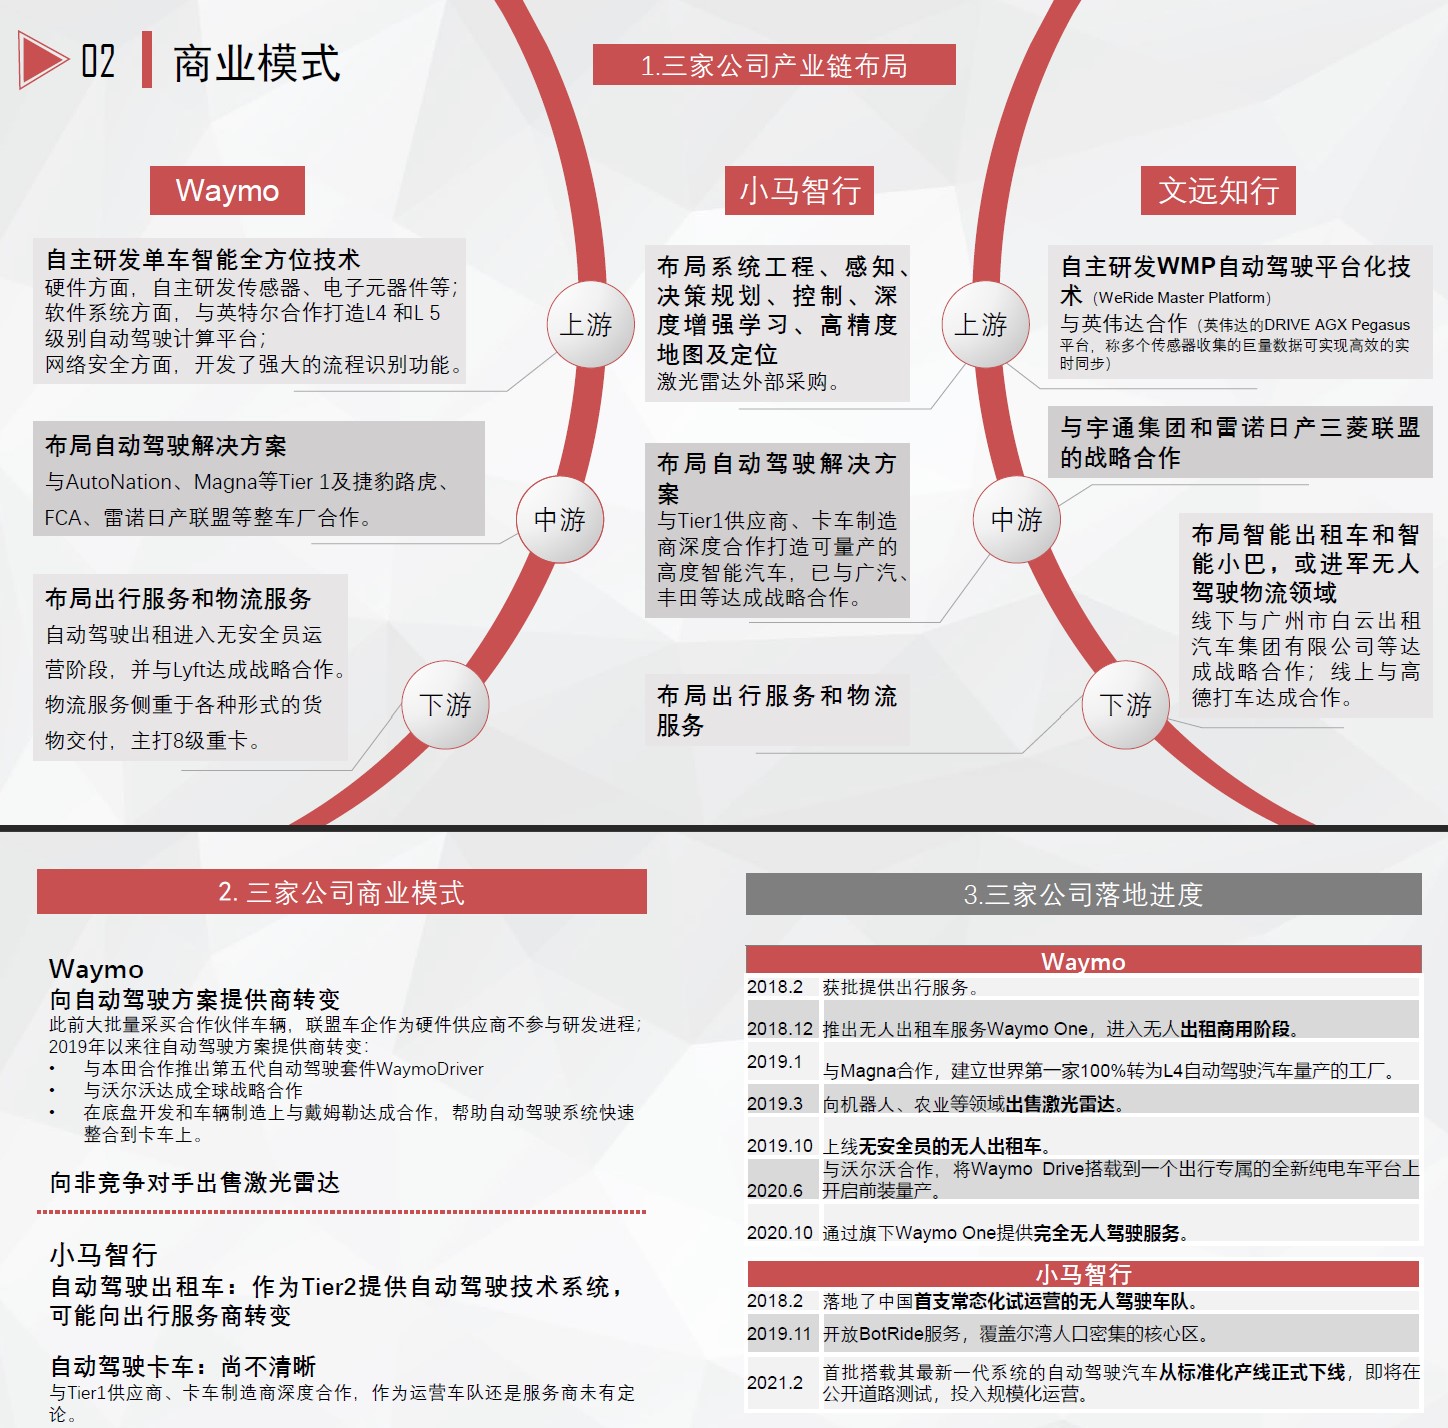 02 商业模式
1.三家公司产业链布局
Waymo
自主研发单车智能全方位技术
硬件方面，自主研发传感器、电子元器件等；
软件系统方面，与英特尔合作打造L4 和L 5
级别自动驾驶计算平台；
网络安全方面，开发了强大的流程识别功能。
上游
布局自动驾驶解决方案
与AutoNation、Magna等Tier 1及捷豹路虎、
FCA、雷诺日产联盟等整车厂合作。
中游
布局出行服务和物流服务
自动驾驶出租进入无安全员运
营阶段，并与Lyft达成战略合作。
物流服务侧重于各种形式的货
物交付，主打8级重卡。
下游
小马智行
布局系统工程、感知、
决策规划、控制、深
度增强学习、高精度
地图及定位
激光雷达外部采购。
上游
布局自动驾驶解决方
案
与Tier1供应商、卡车制造
商深度合作打造可量产的
高度智能汽车，已与广汽、
丰田等达成战略合作。
中游
布局出行服务和物流
服务
下游
文远知行
自主研发WMP自动驾驶平台化技
术（WeRide Master Platform）
与英伟达合作（英伟达的DRIVE AGX Pegasus
平台，称多个传感器收集的巨量数据可实现高效的实
时同步）
与宇通集团和雷诺日产三菱联盟
的战略合作
布局智能出租车和智
能小巴，或进军无人
驾驶物流领域
线下与广州市白云出租
汽车集团有限公司等达
成战略合作；线上与高
德打车达成合作。
2. 三家公司商业模式
Waymo
向自动驾驶方案提供商转变
此前大批量采买合作伙伴车辆，联盟车企作为硬件供应商不参与研发进程；
2019年以来往自动驾驶方案提供商转变：
• 与本田合作推出第五代自动驾驶套件WaymoDriver
• 与沃尔沃达成全球战略合作
• 在底盘开发和车辆制造上与戴姆勒达成合作，帮助自动驾驶系统快速
整合到卡车上。
向非竞争对手出售激光雷达
小马智行
自动驾驶出租车：作为Tier2提供自动驾驶技术系统，
可能向出行服务商转变
自动驾驶卡车：尚不清晰
与Tier1供应商、卡车制造商深度合作，作为运营车队还是服务商未有定
论。
3.三家公司落地进度
Waymo
2018.2 获批提供出行服务。
2018.12 推出无人出租车服务Waymo One，进入无人出租商用阶段。
2019.1 与Magna合作，建立世界第一家100%转为L4自动驾驶汽车量产的工厂。
2019.3 向机器人、农业等领域出售激光雷达。
2019.10 上线无安全员的无人出租车。
与沃尔沃合作，将Waymo Drive搭载到一个出行专属的全新纯电车平台上
2020.6 开启前装量产。
2020.10 通过旗下Waymo One提供完全无人驾驶服务。
小马智行
2018.2 落地了中国首支常态化试运营的无人驾驶车队。
2019.11 开放BotRide服务，覆盖尔湾人口密集的核心区。
2021.2 首批搭载其最新一代系统的自动驾驶汽车从标准化产线正式下线，即将在
公开道路测试，投入规模化运营。